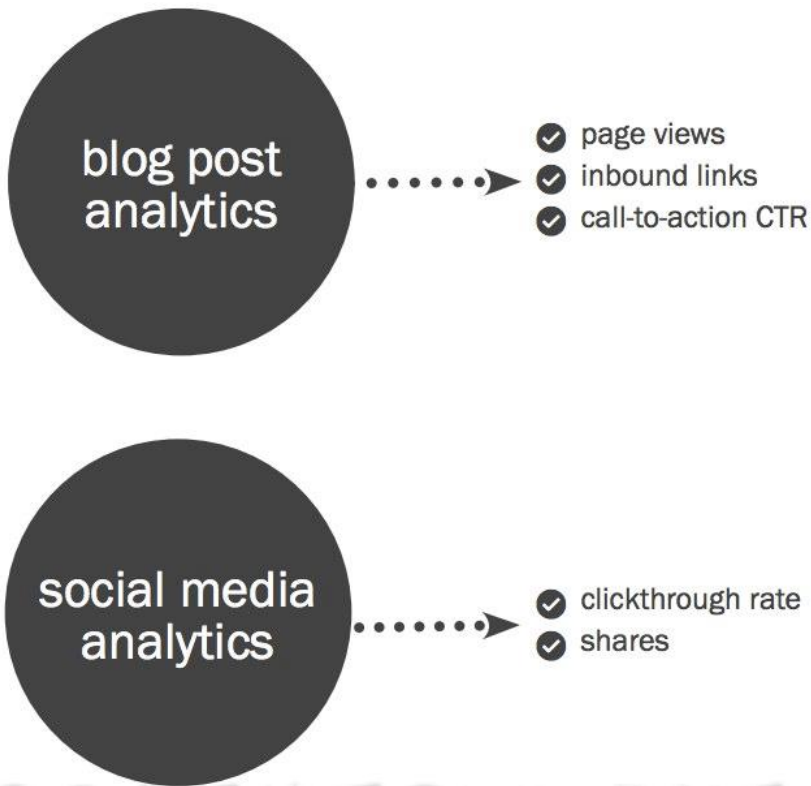 blog post
analytics
page views
inbound links
call-to-action CTR
social media
analytics
clickthrough rate
shares